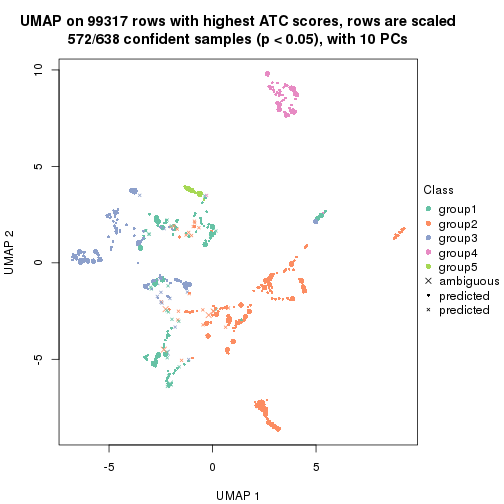 UMAP on 99317 rows with highest ATC scores, rows are scaled
572/638 confident samples (p < 0.05), with 10 PCs
10
5
0
-5
UMAP 2
-5
0
5
UMAP 1
Class
group1
group2
group3
group4
group5
ambiguous
predicted
predicted